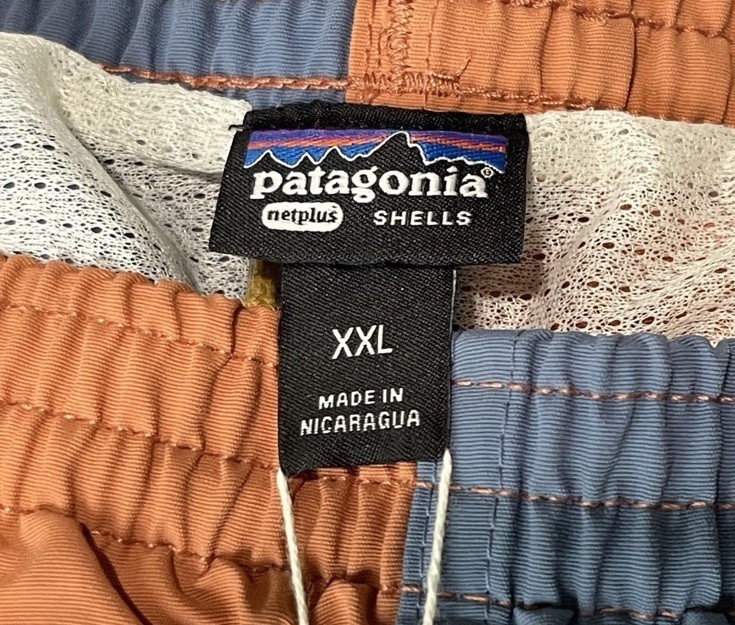 patagonia®
netplus SHELLS
XXL
MADE IN
NICARAGUA